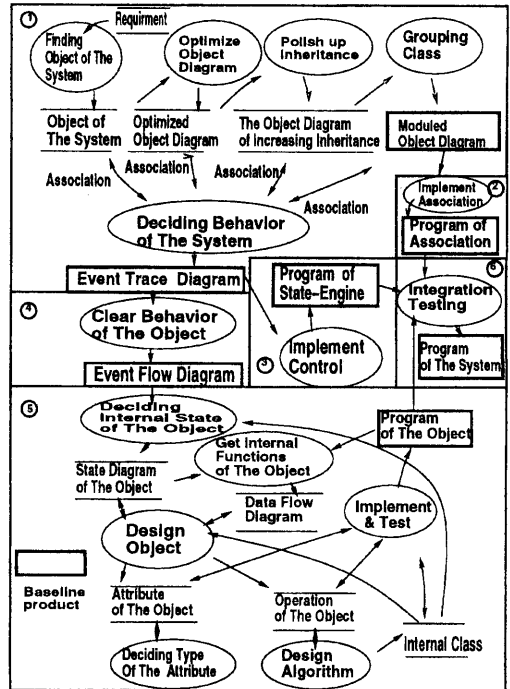 1
Requirment
Finding
Object of The
System
Optimize
Object
Diagram
Polish up
Inheritance
Grouping
Class
Object of
The System
Optimized
Object Diagram
The Object Diagram
of Increasing Inheritance
Moduled
Object Diagram
Association
Association
Association
Association
Implement
Association
2
Program of
Association
Deciding Behavior
of The System
Event Trace Diagram
Program of
State-Engine
6
Integration
Testing
4
Clear Behavior
of The Object
3
Implement
Control
Program
of The System
Event Flow Diagram
5
Deciding
Internal State
of The Object
Program
of The Object
Get Internal
Functions
of The Object
State Diagram
of The Object
Data Flow
Diagram
Implement
& Test
Design
Object
Baseline
product
Attribute
of The Object
Operation
of The Object
Internal Class
Deciding Type
Of The Attribute
Design
Algorithm